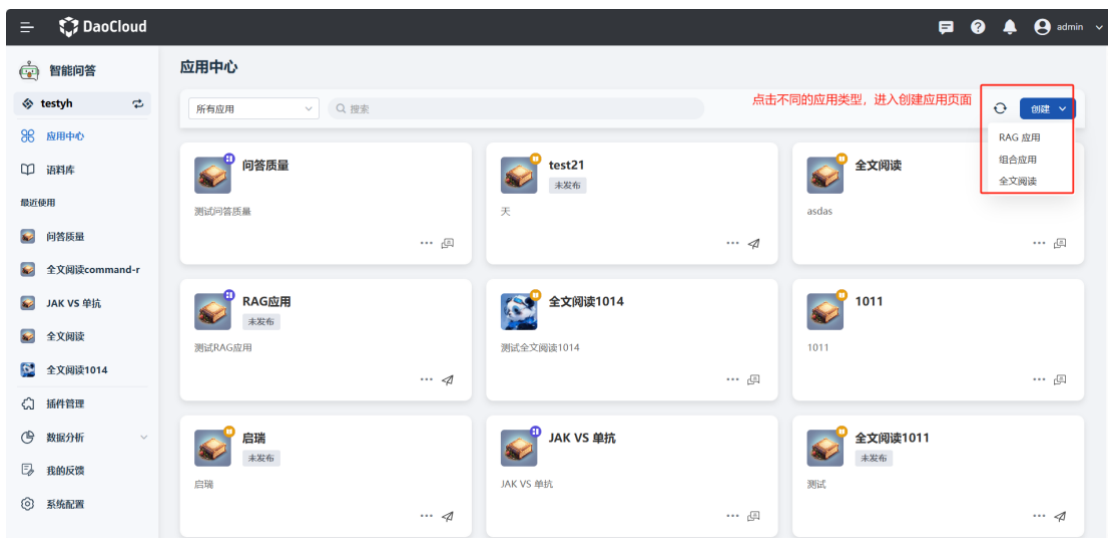 DaoCloud
admin
智能问答
testyh
应用中心
语料库
最近使用
问答质量
全文阅读command-r
JAK VS 单抗
全文阅读
全文阅读1014
插件管理
数据分析
我的反馈
系统配置
应用中心
所有应用
搜索
点击不同的应用类型，进入创建应用页面
创建
RAG 应用
组合应用
全文阅读
问答质量
测试问答质量
test21
未发布
天
全文阅读
asdas
RAG应用
未发布
测试RAG应用
全文阅读1014
测试全文阅读1014
1011
1011
启瑞
未发布
启瑞
JAK VS 单抗
JAK VS 单抗
全文阅读1011
未发布
测试